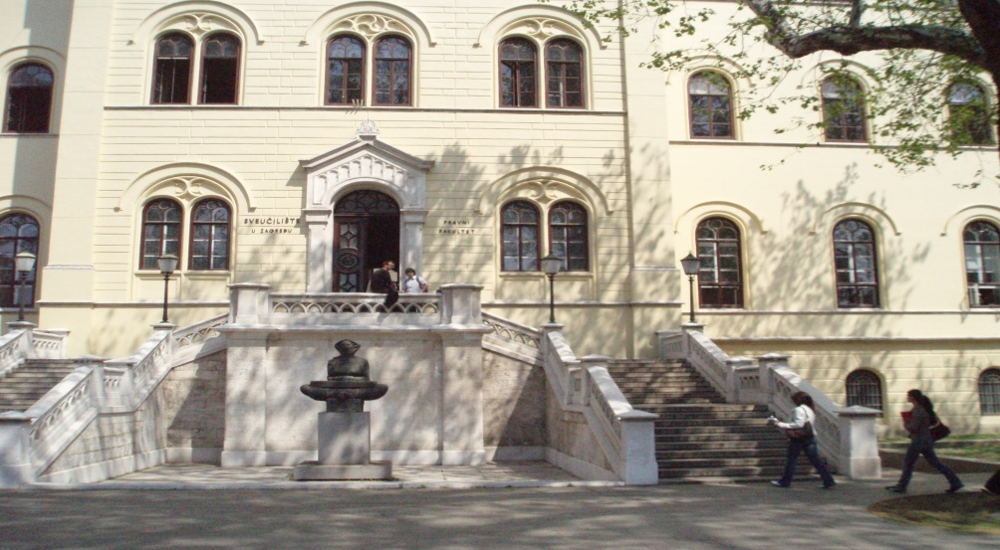 SVEUČILIŠTE
U ZAGREBU
PRAVNI
FAKULTET